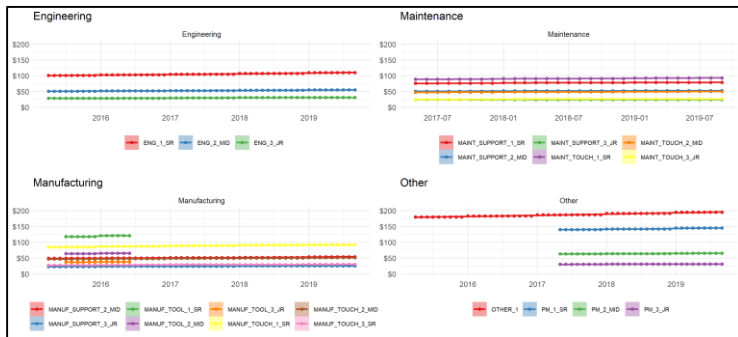 Engineering
Engineering
$200
$150
$100
$50
$0
2016 2017 2018 2019
ENG_1_SR ENG_2_MID ENG_3_JR
Maintenance
Maintenance
$200
$150
$100
$50
$0
2017-07 2018-01 2018-07 2019-01 2019-07
MAINT_SUPPORT_1_SR MAINT_SUPPORT_3_JR MAINT_TOUCH_2_MID
MAINT_SUPPORT_2_MID MAINT_TOUCH_1_SR MAINT_TOUCH_3_JR
Manufacturing
Manufacturing
$200
$150
$100
$50
$0
2016 2017 2018 2019
MANUF_SUPPORT_2_MID MANUF_TOOL_1_SR MANUF_TOOL_3_JR MANUF_TOUCH_2_MID
MANUF_SUPPORT_3_JR MANUF_TOOL_2_MID MANUF_TOUCH_1_SR MANUF_TOUCH_3_SR
Other
Other
$200
$150
$100
$50
$0
2016 2017 2018 2019
OTHER_1 PM_1_SR PM_2_MID PM_3_JR